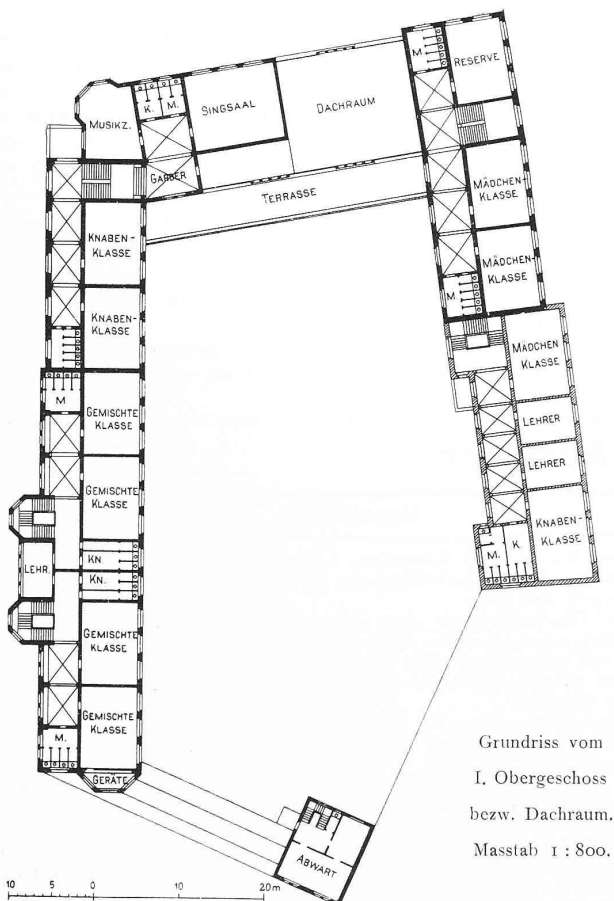 M.
RESERVE
K.
M.
SINGSAAL
DACHRAUM
MUSIKZ.
GARDER
TERRASSE
MÄDCHEN
KLASSE
MÄDCHEN-
KLASSE
M.
KNABEN-
KLASSE
KNABEN-
KLASSE
MÄDCHEN
KLASSE
LEHRER
LEHRER
KNABEN-
KLASSE
M.
K.
M
GEMISCHTE
KLASSE
GEMISCHTE
KLASSE
KN
KN.
LEHR.
GEMISCHTE
KLASSE
GEMISCHTE
KLASSE
M.
GERÄTE
ABWART
Grundriss vom
I. Obergeschoss
bezw. Dachraum.
Masstab 1 : 800.
10 5 0 10 20 m